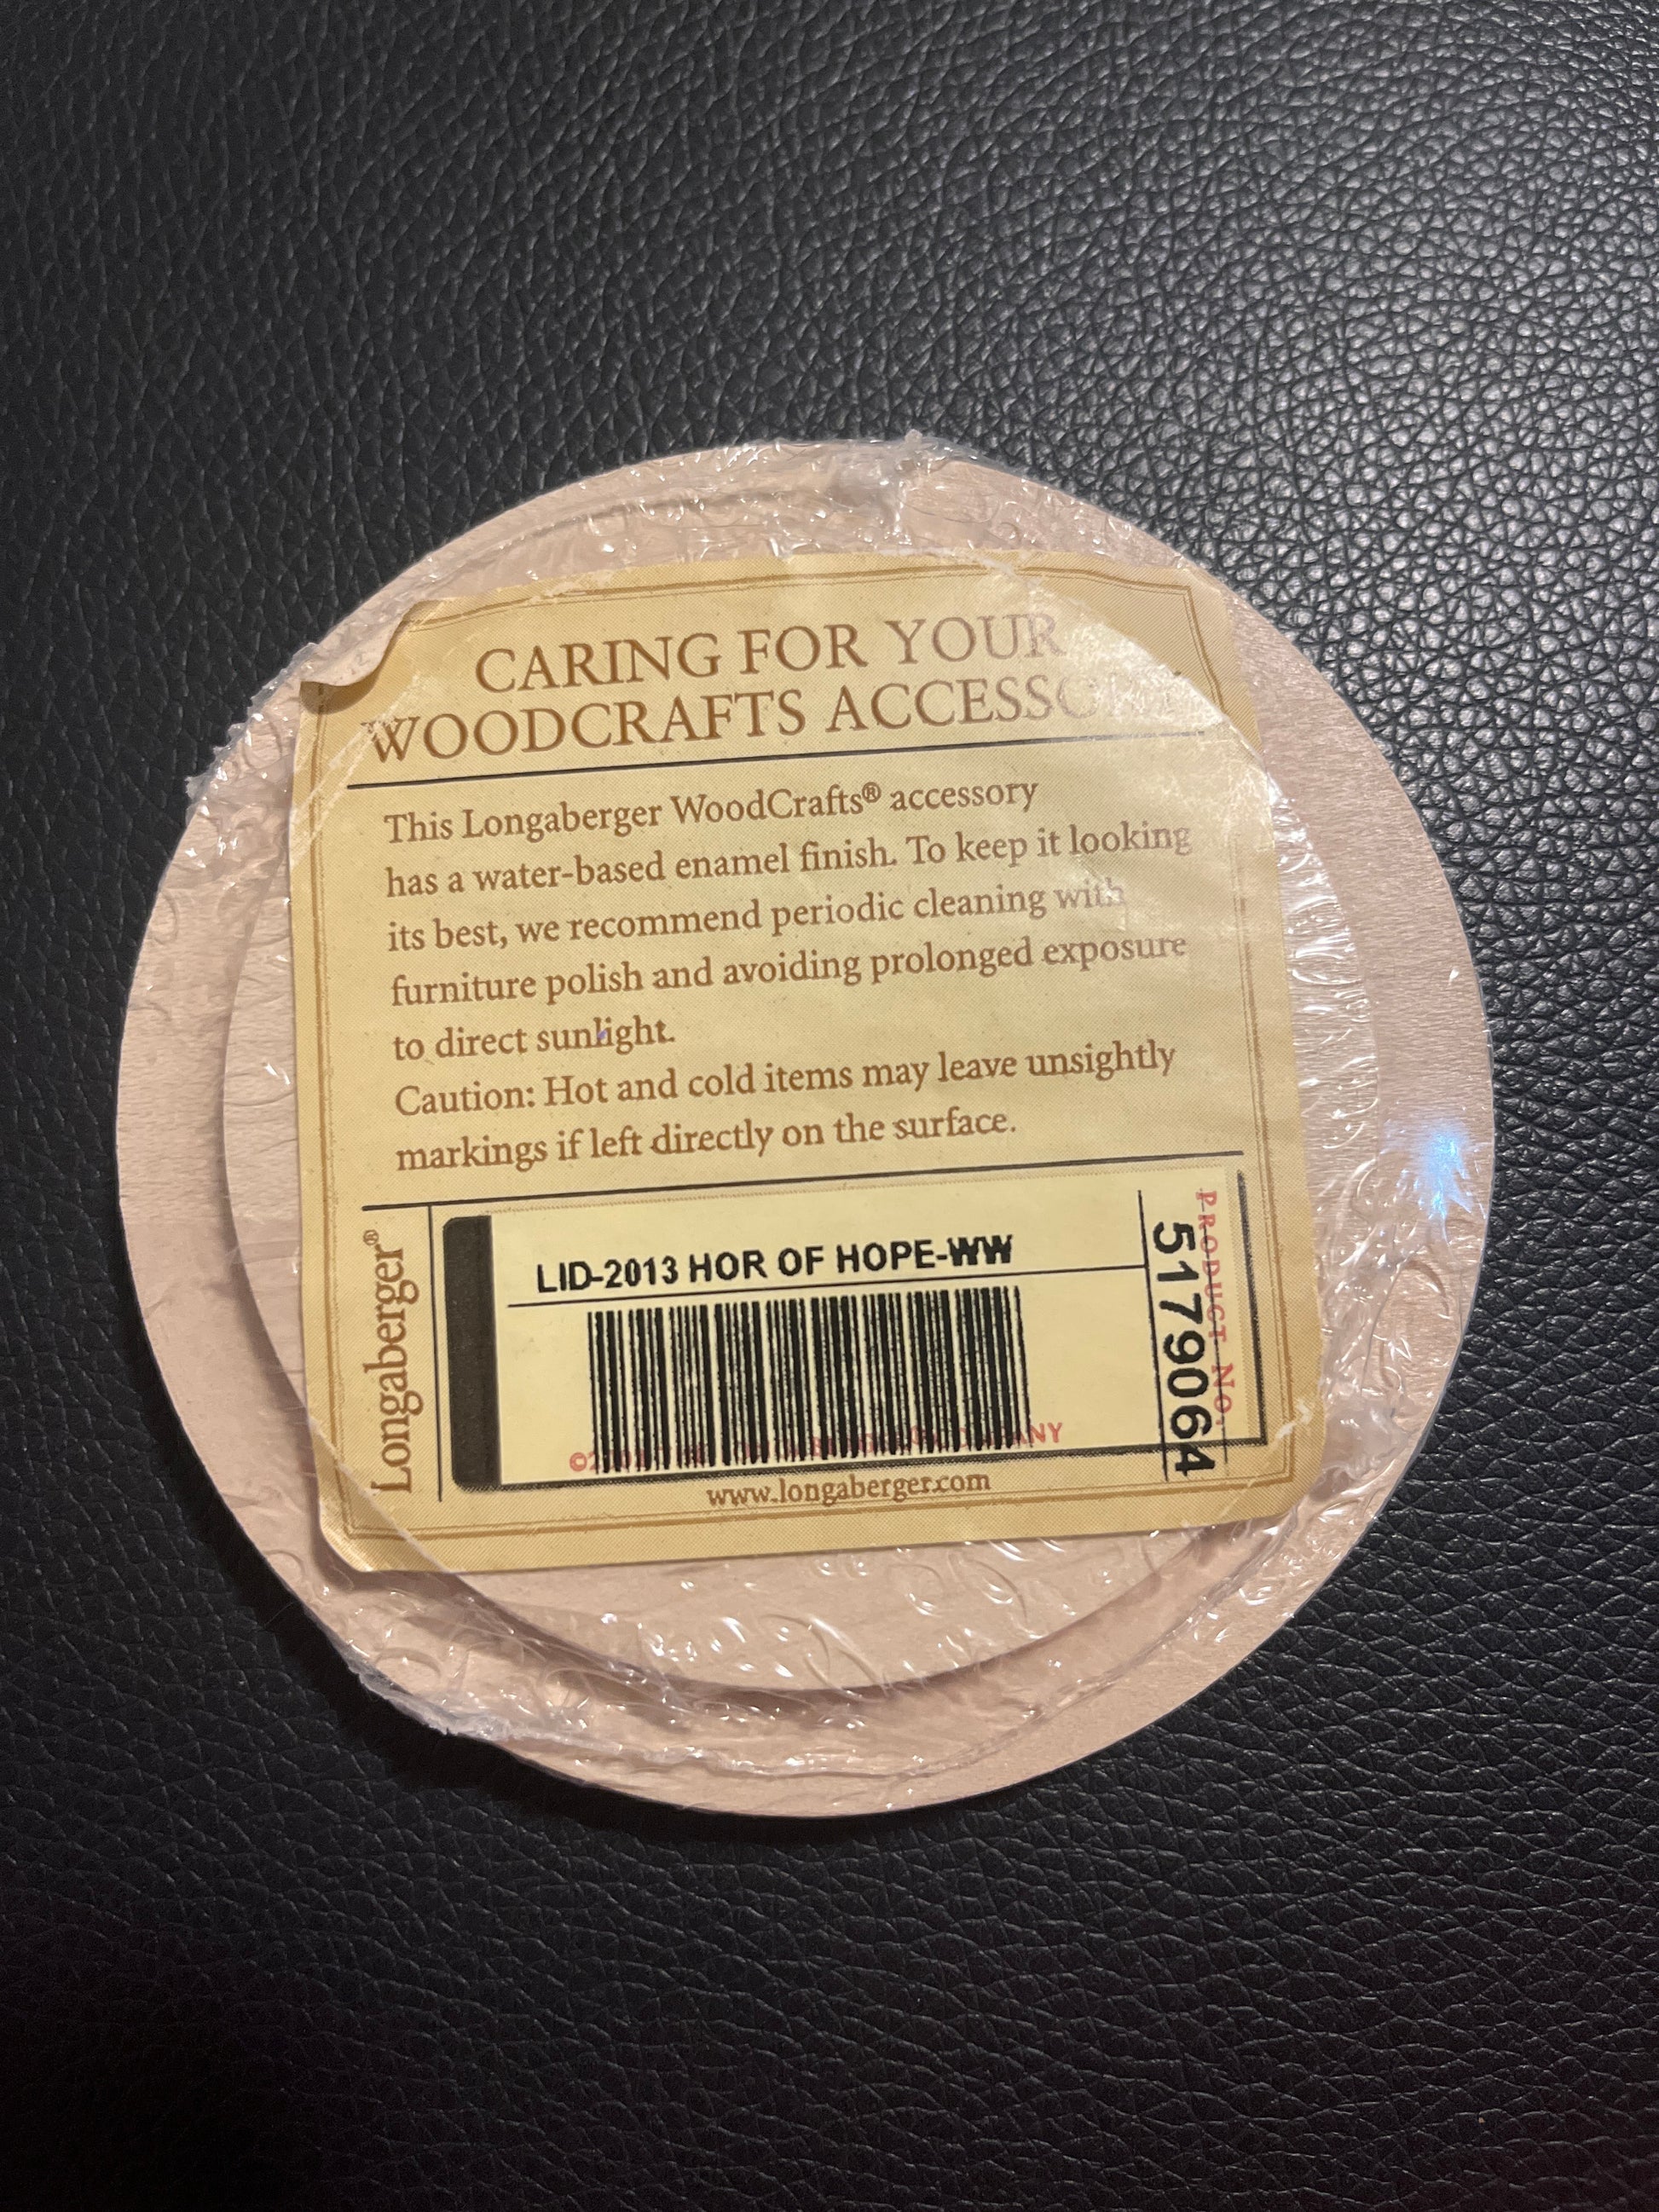 CARING FOR YOUR
WOODCRAFTS
This Longaberger WoodCrafts® accessory
has a water-based enamel finish. To keep it looking
its best, we recommend periodic cleaning with
furniture polish and avoiding prolonged exposure
to direct sunlight.
Caution: Hot and cold items may leave unsightly
markings if left directly on the surface.
Longaberger®
LID-2013 HOR OF HOPE-WW
PRODUCT NO.
5179064
www.longaberger.com